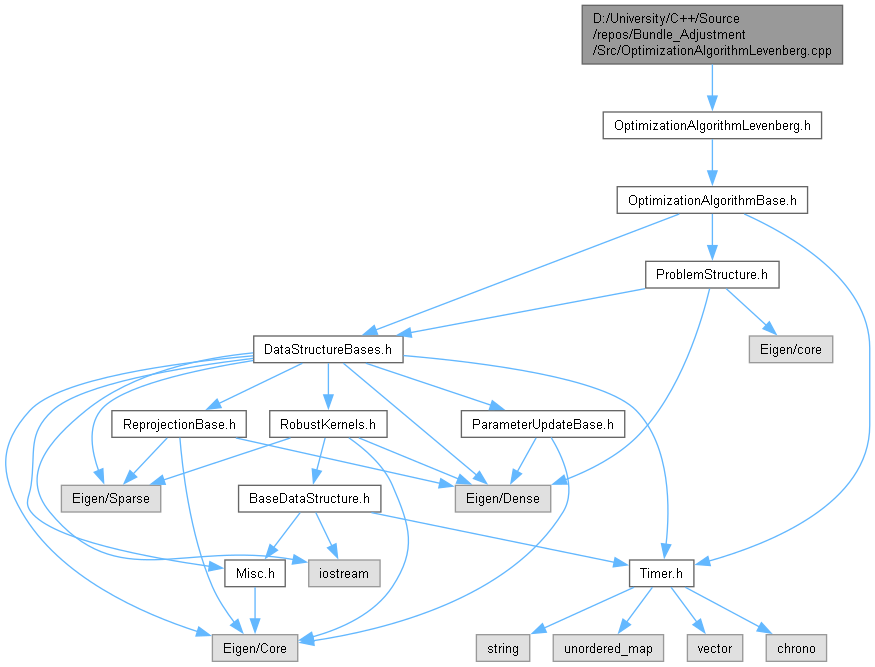 D:/University/C++/Source
/repos/Bundle_Adjustment
/Src/OptimizationAlgorithmLevenberg.cpp
OptimizationAlgorithmLevenberg.h
OptimizationAlgorithmBase.h
ProblemStructure.h
DataStructureBases.h
Eigen/core
ReprojectionBase.h
RobustKernels.h
ParameterUpdateBase.h
Eigen/Sparse
BaseDataStructure.h
Eigen/Dense
Misc.h
iostream
Timer.h
Eigen/Core
string
unordered_map
vector
chrono